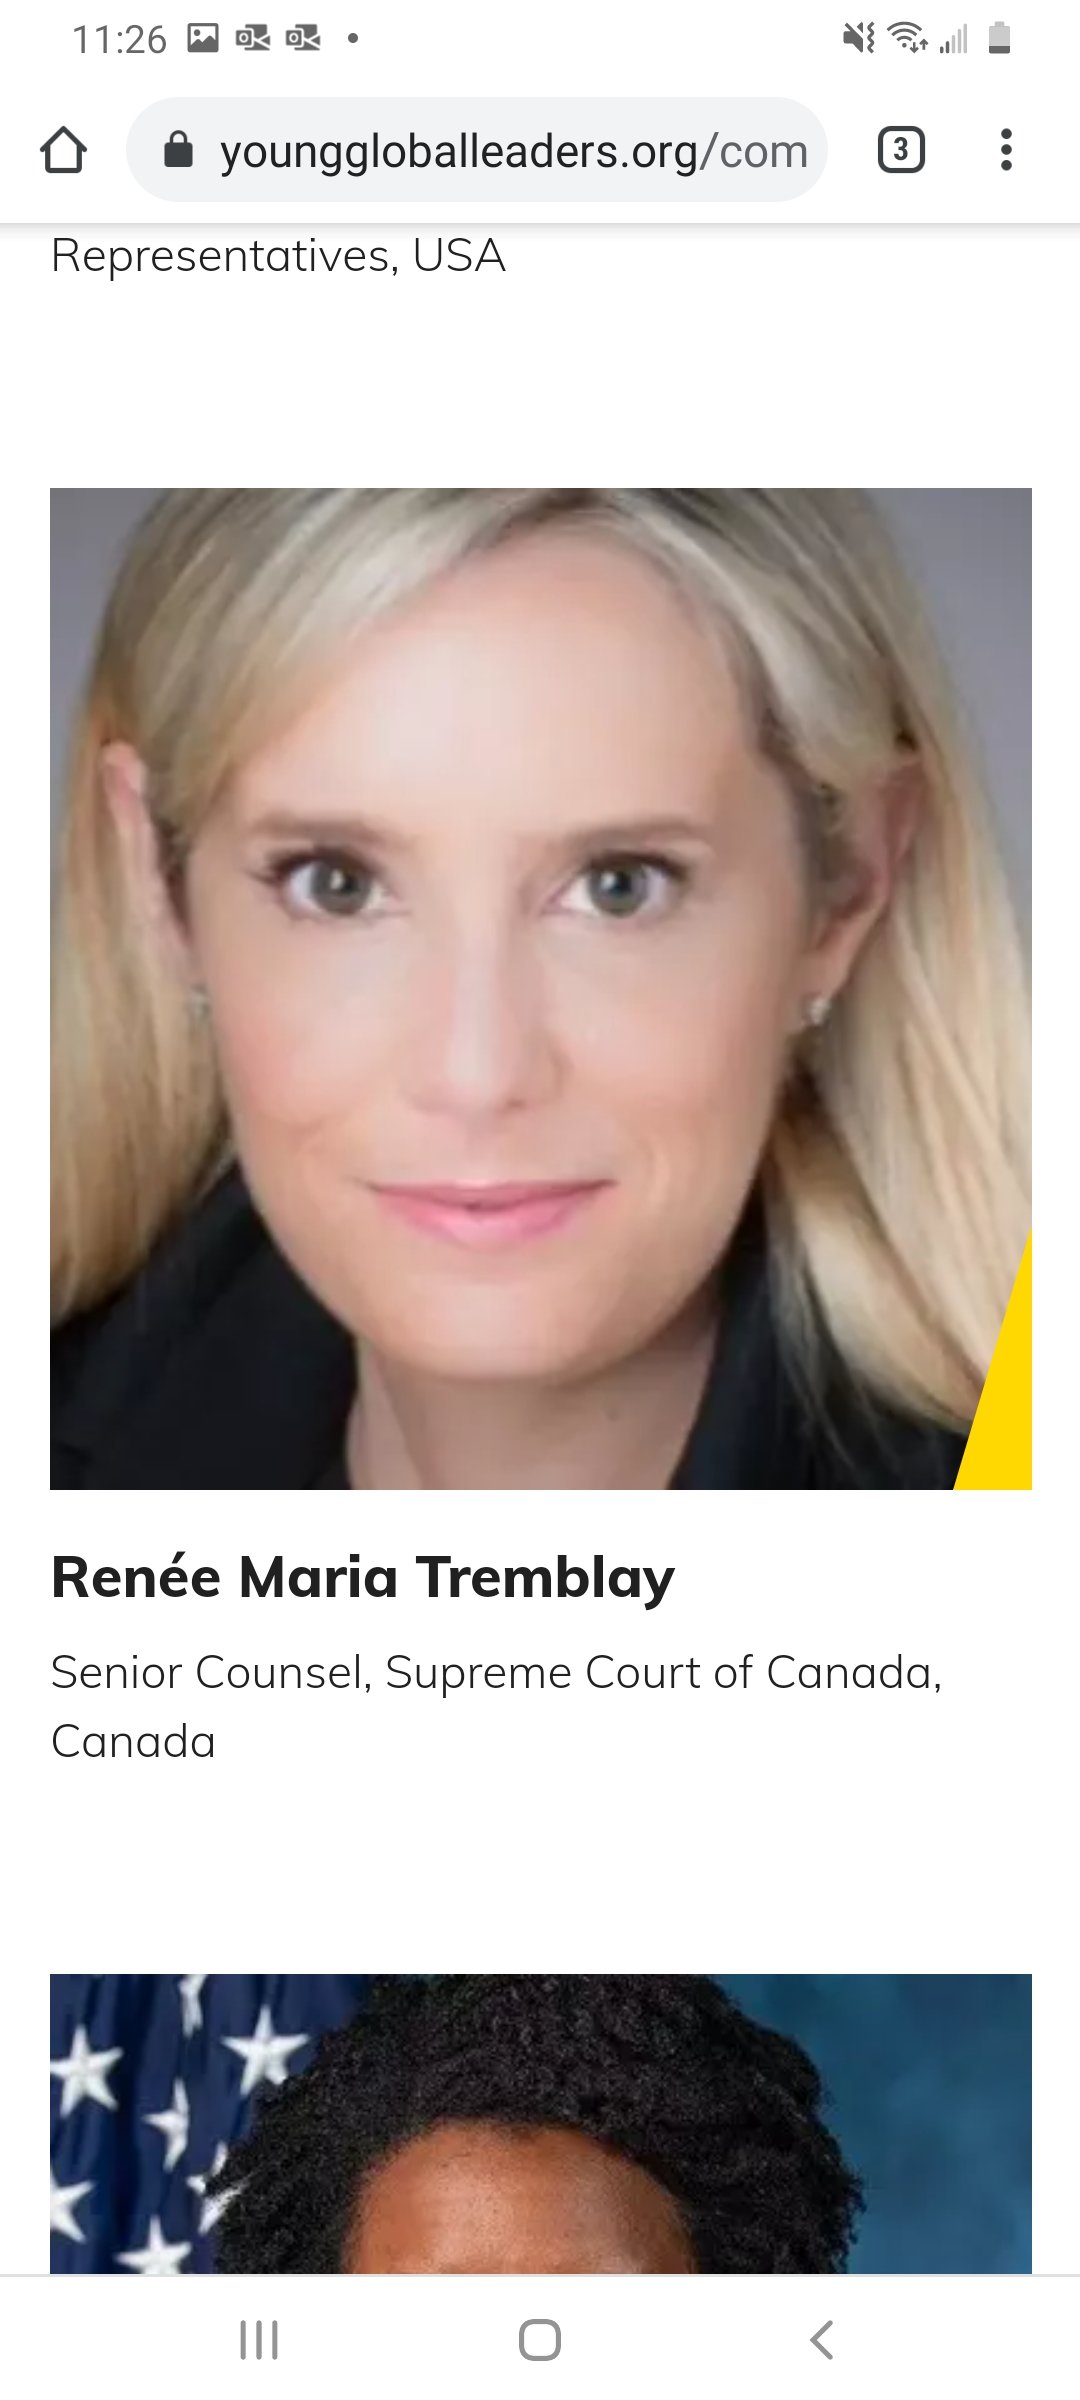 11:26
younggloballeaders.org/com
3
Representatives, USA
Renée Maria Tremblay
Senior Counsel, Supreme Court of Canada,
Canada